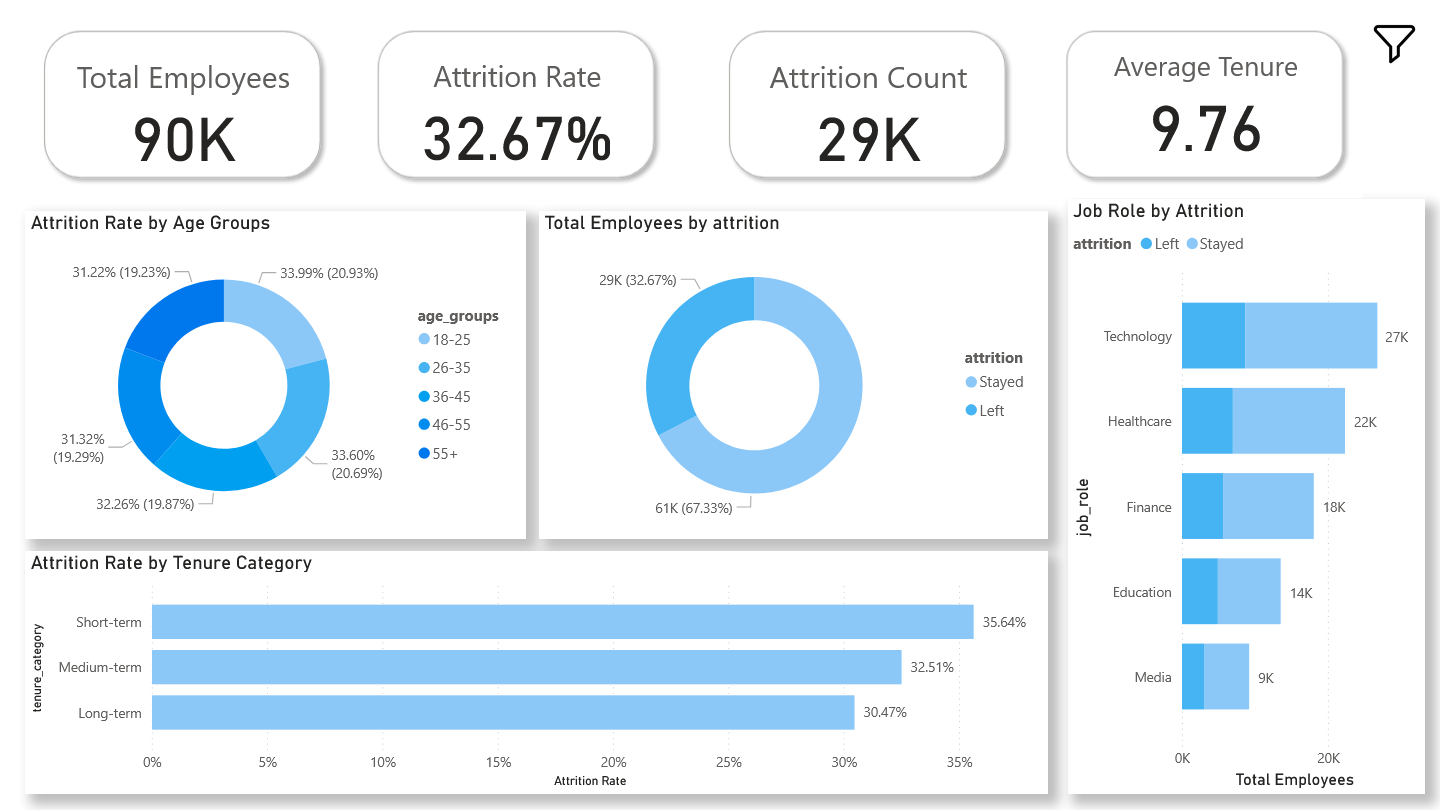 Total Employees
90K
Attrition Rate
32.67%
Attrition Count
29K
Average Tenure
9.76
Attrition Rate by Age Groups
31.22% (19.23%)
33.99% (20.93%)
31.32%
(19.29%)
33.60%
(20.69%)
32.26% (19.87%)
age_groups
18-25
26-35
36-45
46-55
55+
Total Employees by attrition
29K (32.67%)
61K (67.33%)
attrition
Stayed
Left
Job Role by Attrition
attrition Left Stayed
job_role
Technology 27K
Healthcare 22K
Finance 18K
Education 14K
Media 9K
0K 20K
Total Employees
Attrition Rate by Tenure Category
tenure_category
Short-term 35.64%
Medium-term 32.51%
Long-term 30.47%
0% 5% 10% 15% 20% 25% 30% 35%
Attrition Rate